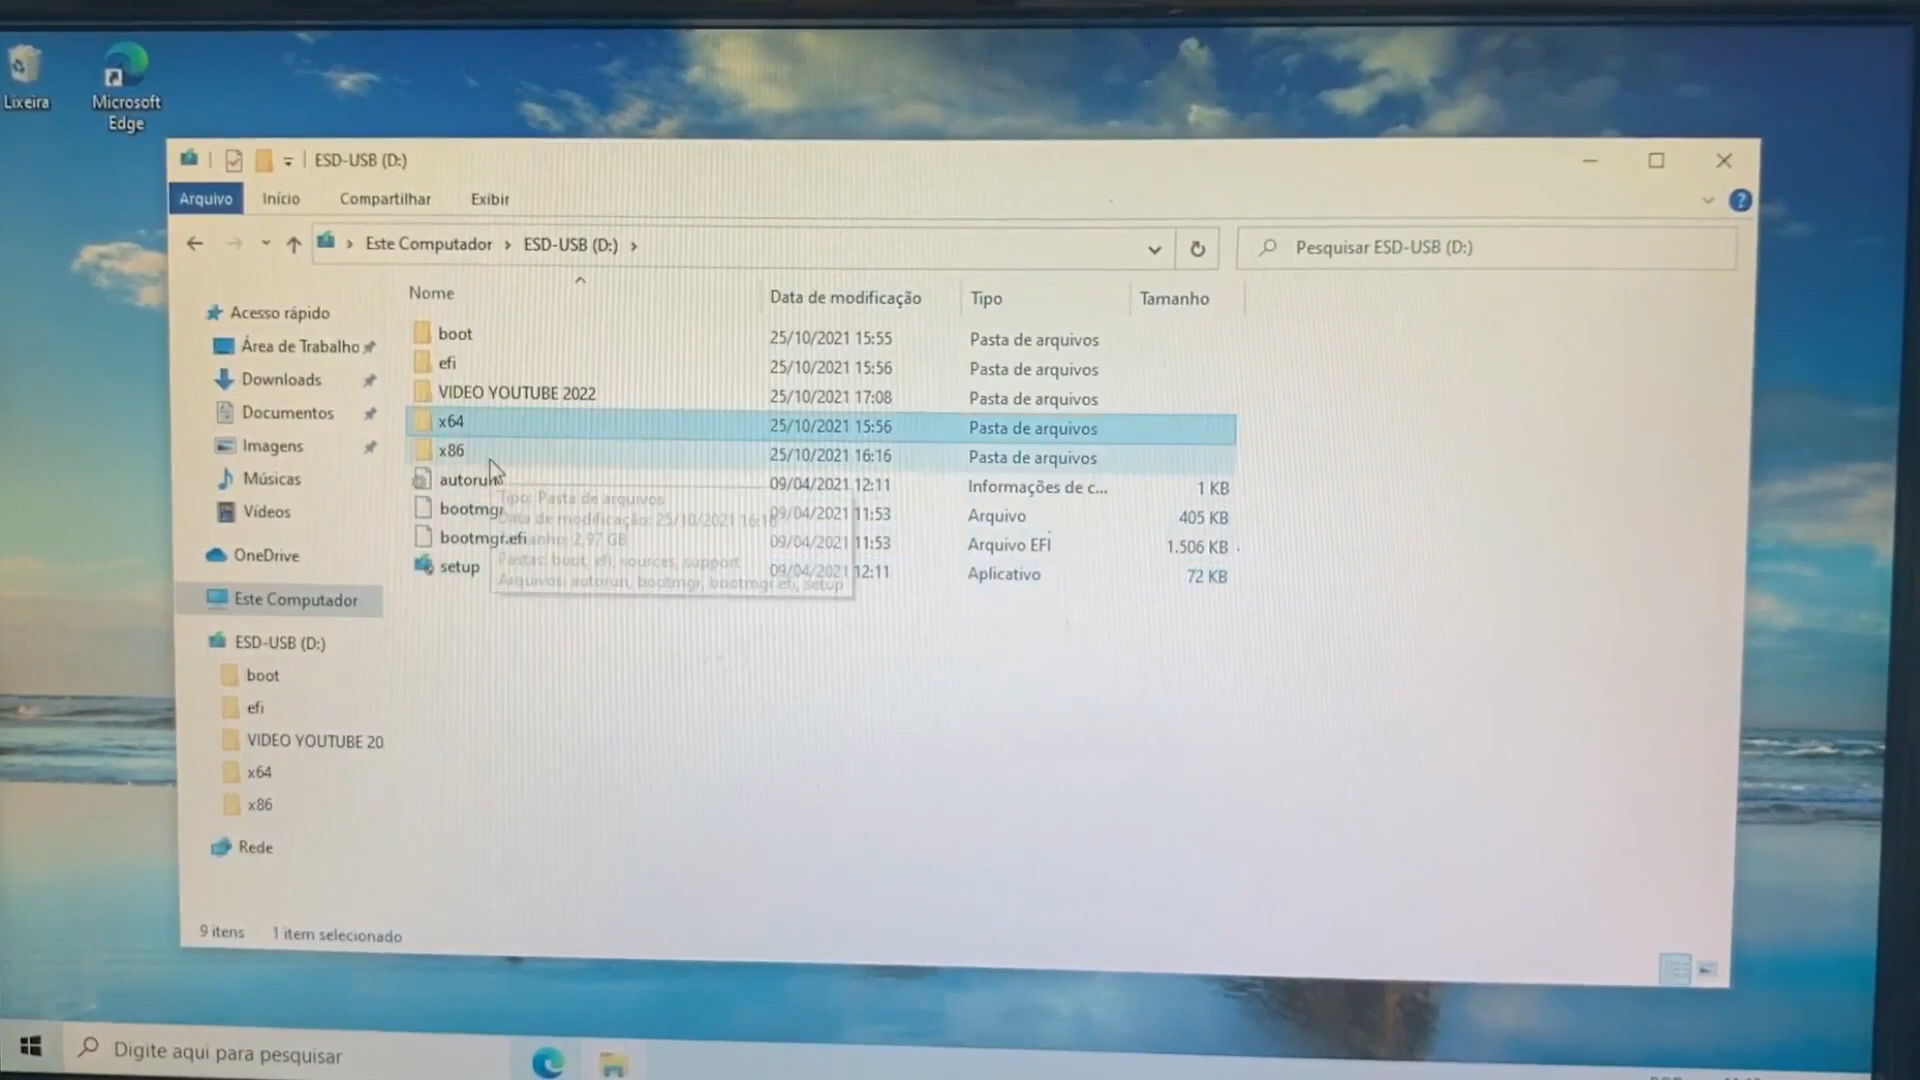 Lixeira
Microsoft
Edge
ESD-USB (D:)
Arquivo Início Compartilhar Exibir
Este Computador ESD-USB (D:)
Pesquisar ESD-USB (D:)
Nome Data de modificação Tipo Tamanho
boot 25/10/2021 15:55 Pasta de arquivos
efi 25/10/2021 15:56 Pasta de arquivos
VIDEO YOUTUBE 2022 25/10/2021 17:08 Pasta de arquivos
x64 25/10/2021 15:56 Pasta de arquivos
x86 25/10/2021 16:16 Pasta de arquivos
autorun 09/04/2021 12:11 Informações de c... 1 KB
bootmgr 09/04/2021 11:53 Arquivo 405 KB
bootmgr.efi 09/04/2021 11:53 Arquivo EFI 1.506 KB
setup 09/04/2021 12:11 Aplicativo 72 KB
Tipo: Pasta de arquivos
Data de modificação: 25/10/2021 16:16
2,97 GB
Pastas: boot, efi, sources, support
Arquivos: autorun, bootmgr, bootmgr.efi, setup
Acesso rápido
Área de Trabalho
Downloads
Documentos
Imagens
Músicas
Vídeos
OneDrive
Este Computador
ESD-USB (D:)
boot
efi
VIDEO YOUTUBE 20
x64
x86
Rede
9 itens 1 item selecionado
Digite aqui para pesquisar